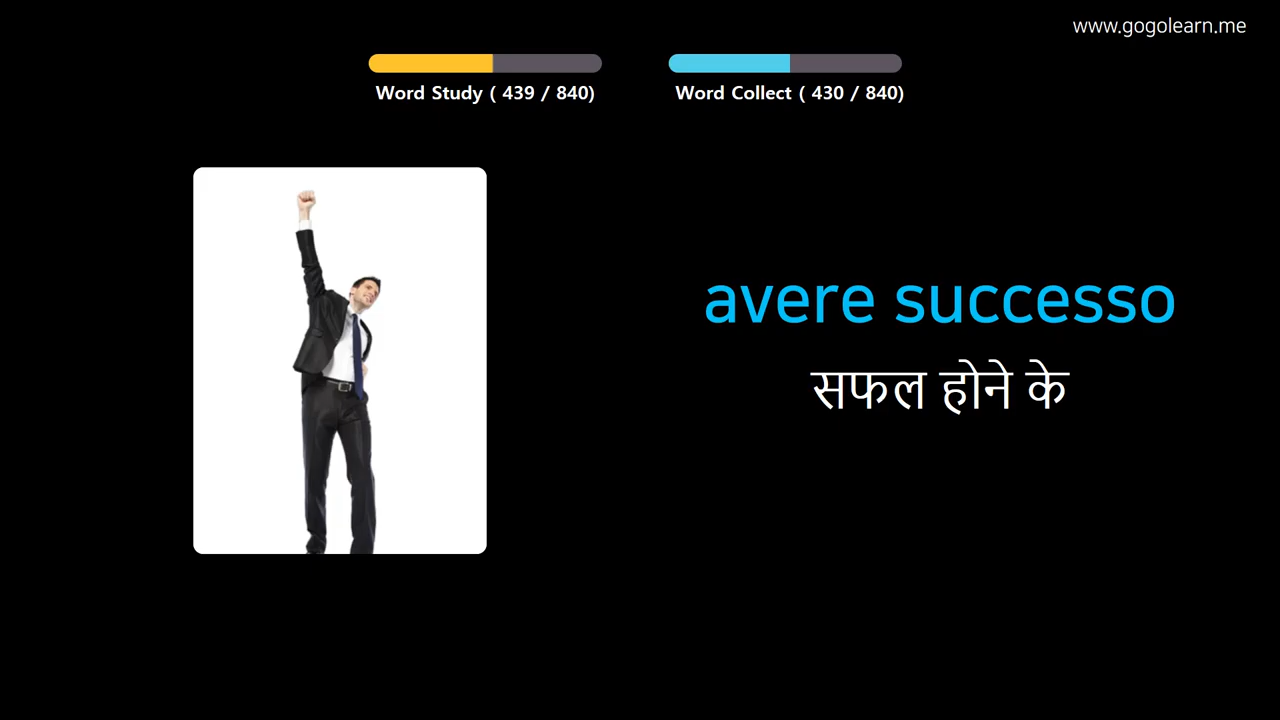 www.gogolearn.me
Word Study ( 439 / 840)
Word Collect ( 430 / 840)
avere successo
सफल होने के